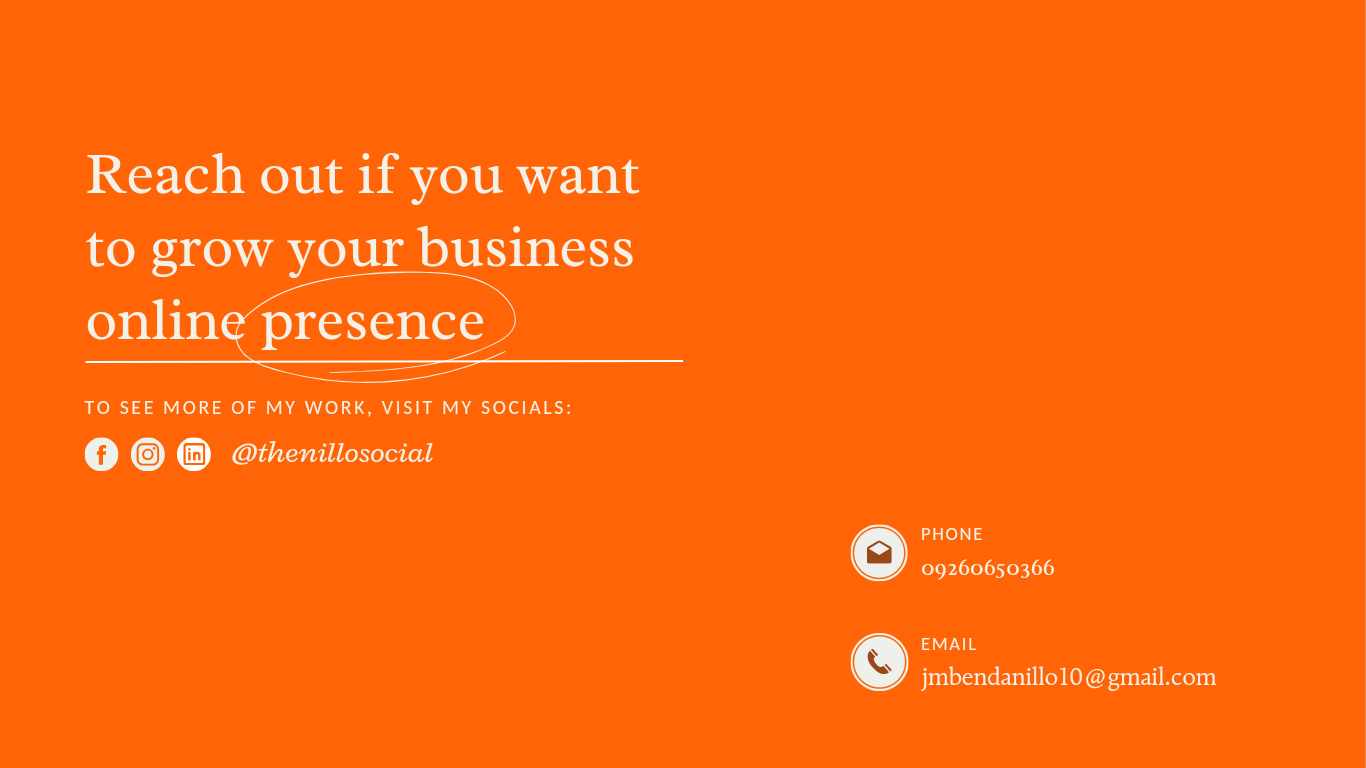 Reach out if you want
to grow your business
online presence
TO SEE MORE OF MY WORK, VISIT MY SOCIALS:
@thenillosocial
PHONE
09260650366
EMAIL
jmbendanillo10@gmail.com